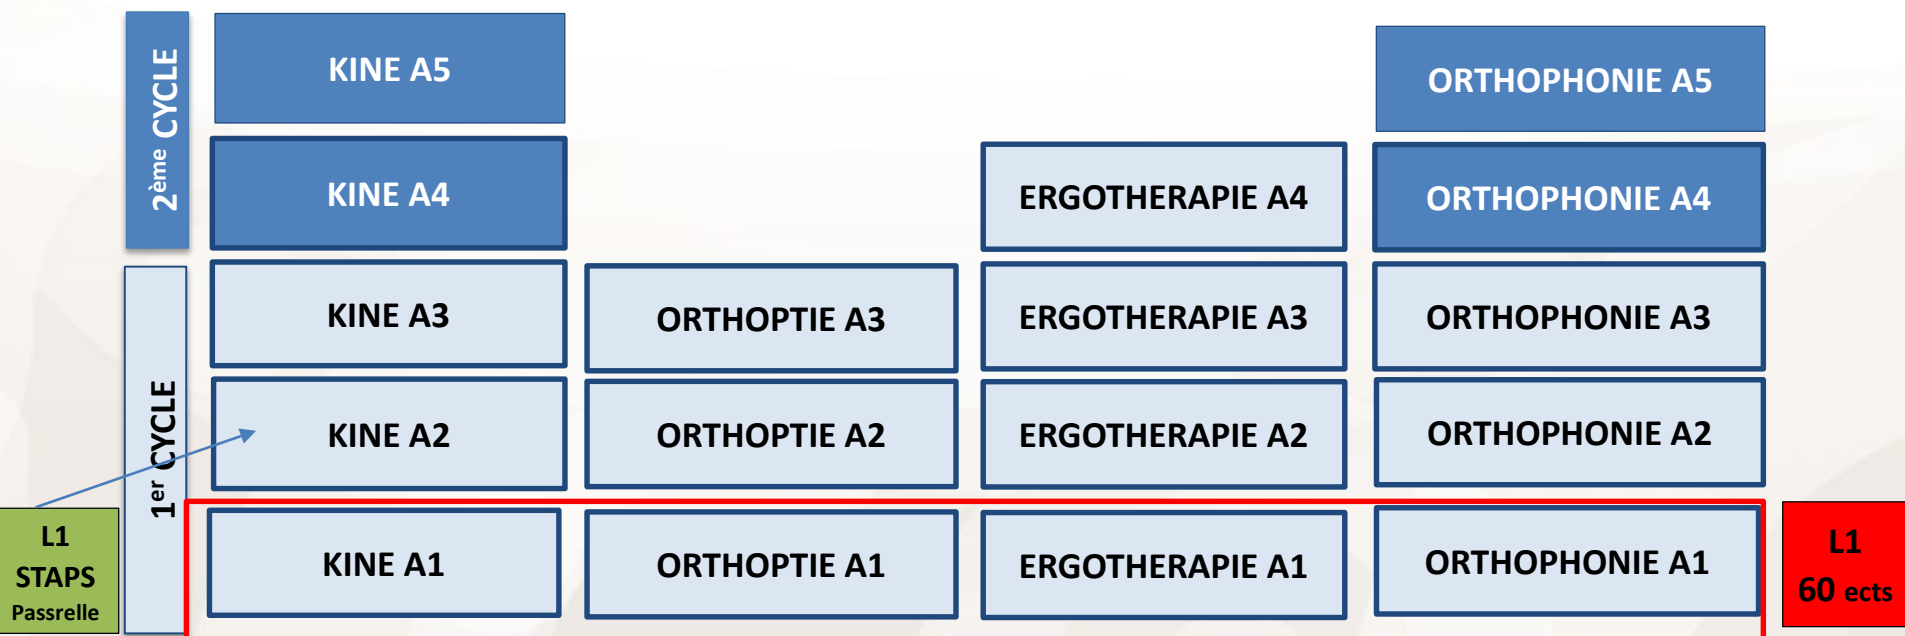 2ème CYCLE
KINE A5
ORTHOPHONIE A5
KINE A4
ERGOTHERAPIE A4
ORTHOPHONIE A4
1er CYCLE
KINE A3
ORTHOPTIE A3
ERGOTHERAPIE A3
ORTHOPHONIE A3
KINE A2
ORTHOPTIE A2
ERGOTHERAPIE A2
ORTHOPHONIE A2
L1
STAPS
Passrelle
KINE A1
ORTHOPTIE A1
ERGOTHERAPIE A1
ORTHOPHONIE A1
L1
60 ects